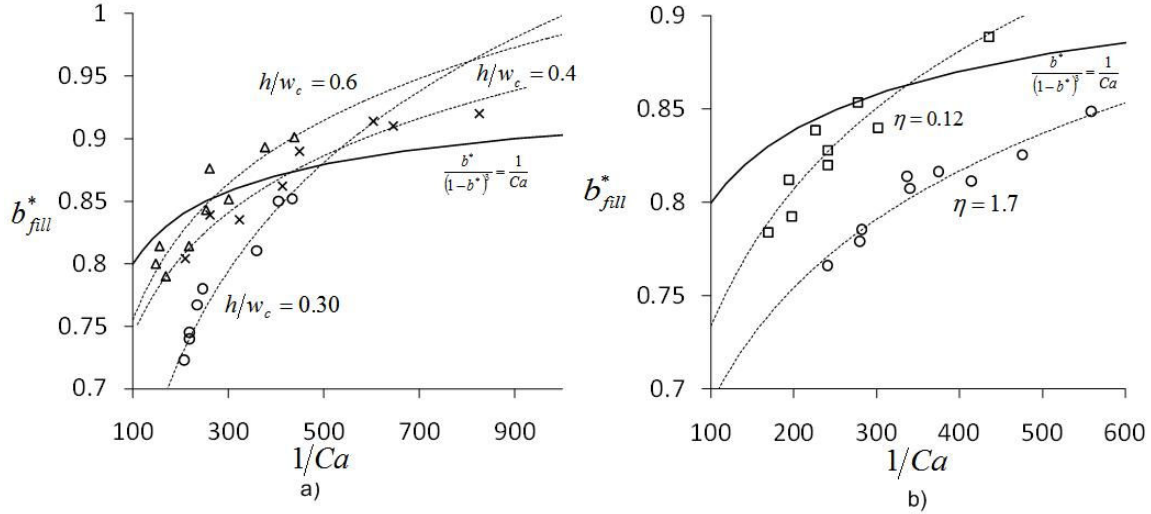 1
0.95
0.9
0.85
0.8
0.75
0.7
b*fill
h/w_c = 0.6
h/w_c = 0.4
b*/(1−b*)^3 = 1/Ca
h/w_c = 0.30
100 300 500 700 900
1/Ca
a)
0.9
0.85
0.8
0.75
0.7
b*fill
b*/(1−b*)^3 = 1/Ca
η = 0.12
η = 1.7
100 200 300 400 500 600
1/Ca
b)